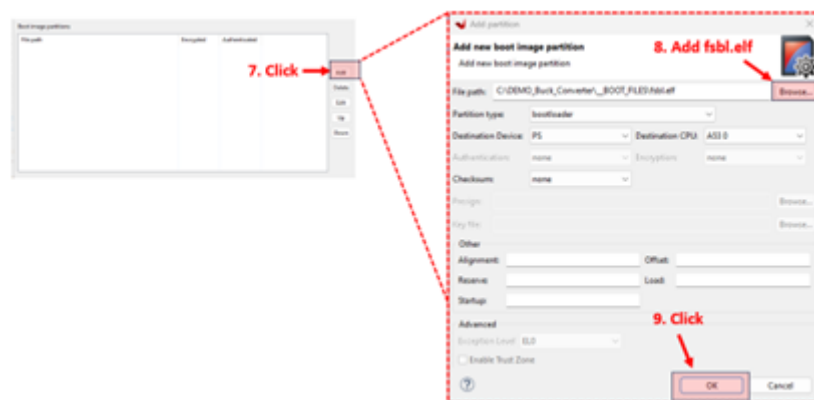 Boot image partitions
File path Encrypted Authenticated
7. Click
Add
Delete
Edit
Up
Down
Add partition
Add new boot image partition
Add new boot image partition
8. Add fsbl.elf
File path: C:\DEMO_Buck_Converter\_BOOT_FILES\fsbl.elf Browse...
Partition type: bootloader
Destination Device: PS Destination CPU: A53 0
Authentication: none Encryption: none
Checksum: none
Presign: Browse...
Key file: Browse...
Other
Alignment: Offset:
Reserve: Load:
Startup:
Advanced
9. Click
Exception Level: EL0
Enable Trust Zone
OK Cancel